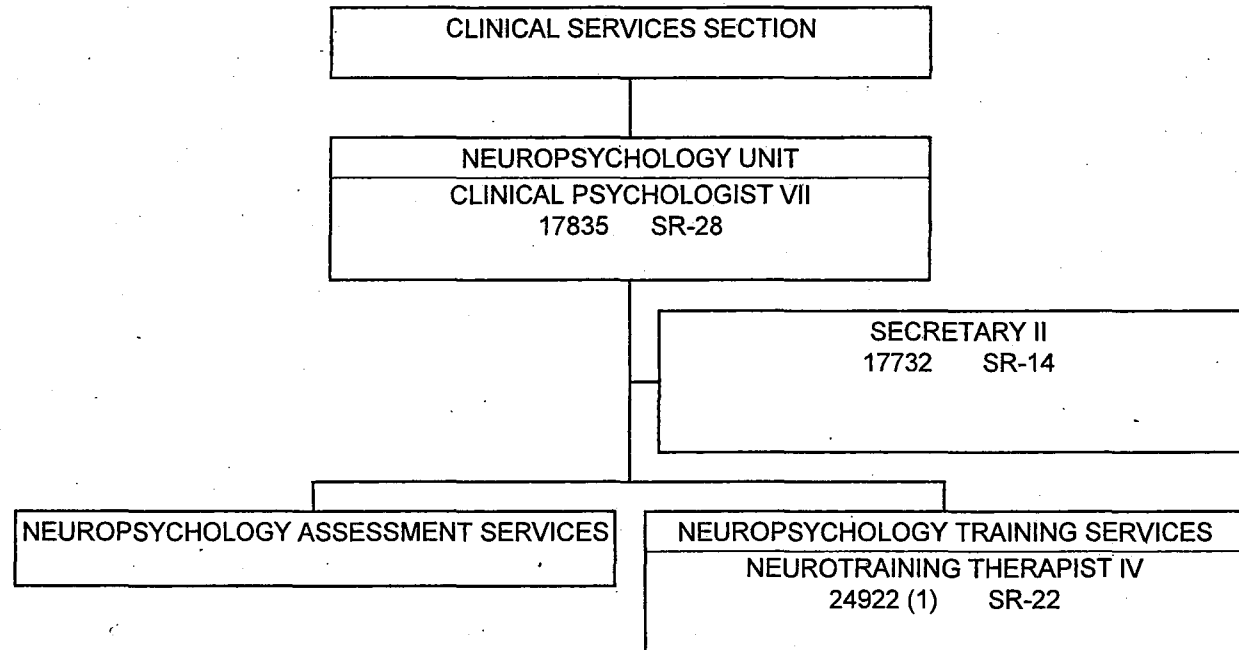 CLINICAL SERVICES SECTION
NEUROPSYCHOLOGY UNIT
CLINICAL PSYCHOLOGIST VII
17835 SR-28
SECRETARY II
17732 SR-14
NEUROPSYCHOLOGY ASSESSMENT SERVICES
NEUROPSYCHOLOGY TRAINING SERVICES
NEUROTRAINING THERAPIST IV
24922 (1) SR-22